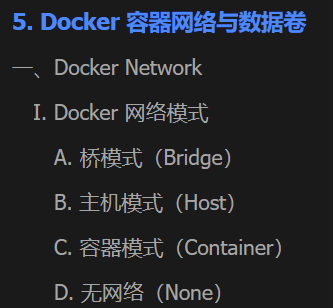 5. Docker 容器网络与数据卷
一、Docker Network
I. Docker 网络模式
A. 桥模式（Bridge）
B. 主机模式（Host）
C. 容器模式（Container）
D. 无网络（None）